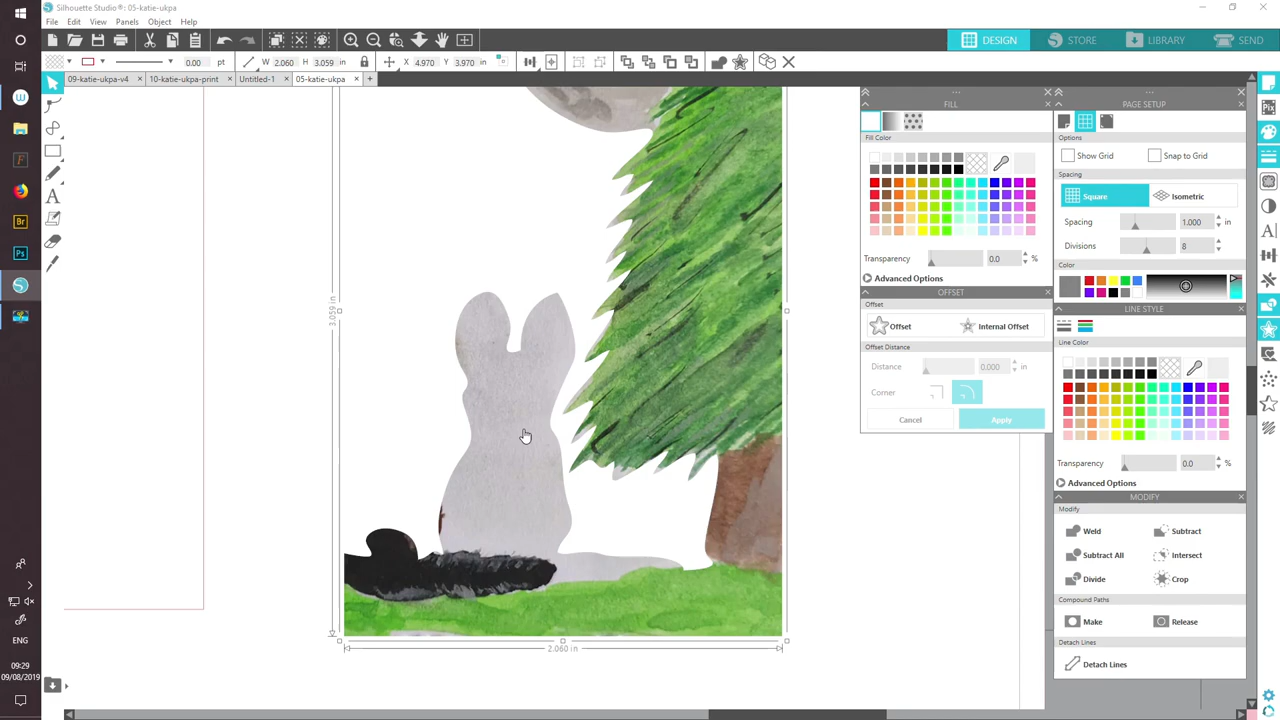 Silhouette Studio®: 05-katie-ukpa
File Edit View Panels Object Help
DESIGN STORE LIBRARY SEND
0.00 pt W 2.060 H 3.059 in X 4.970 Y 3.970 in
09-katie-ukpa-v4 10-katie-ukpa-print Untitled-1 05-katie-ukpa
FILL
Fill Color
Transparency 0.0 %
Advanced Options
OFFSET
Offset
Offset Internal Offset
Offset Distance
Distance 0.000 in
Corner
Cancel Apply
PAGE SETUP
Pix
Options
Show Grid Snap to Grid
Spacing
Square Isometric
Spacing 1.000 in
Divisions 8
Color
LINE STYLE
Line Color
Transparency 0.0 %
Advanced Options
MODIFY
Modify
Weld Subtract
Subtract All Intersect
Divide Crop
Compound Paths
Make Release
Detach Lines
Detach Lines
3.059 in
2.060 in
Br
Ps
ENG
09:29
09/08/2019